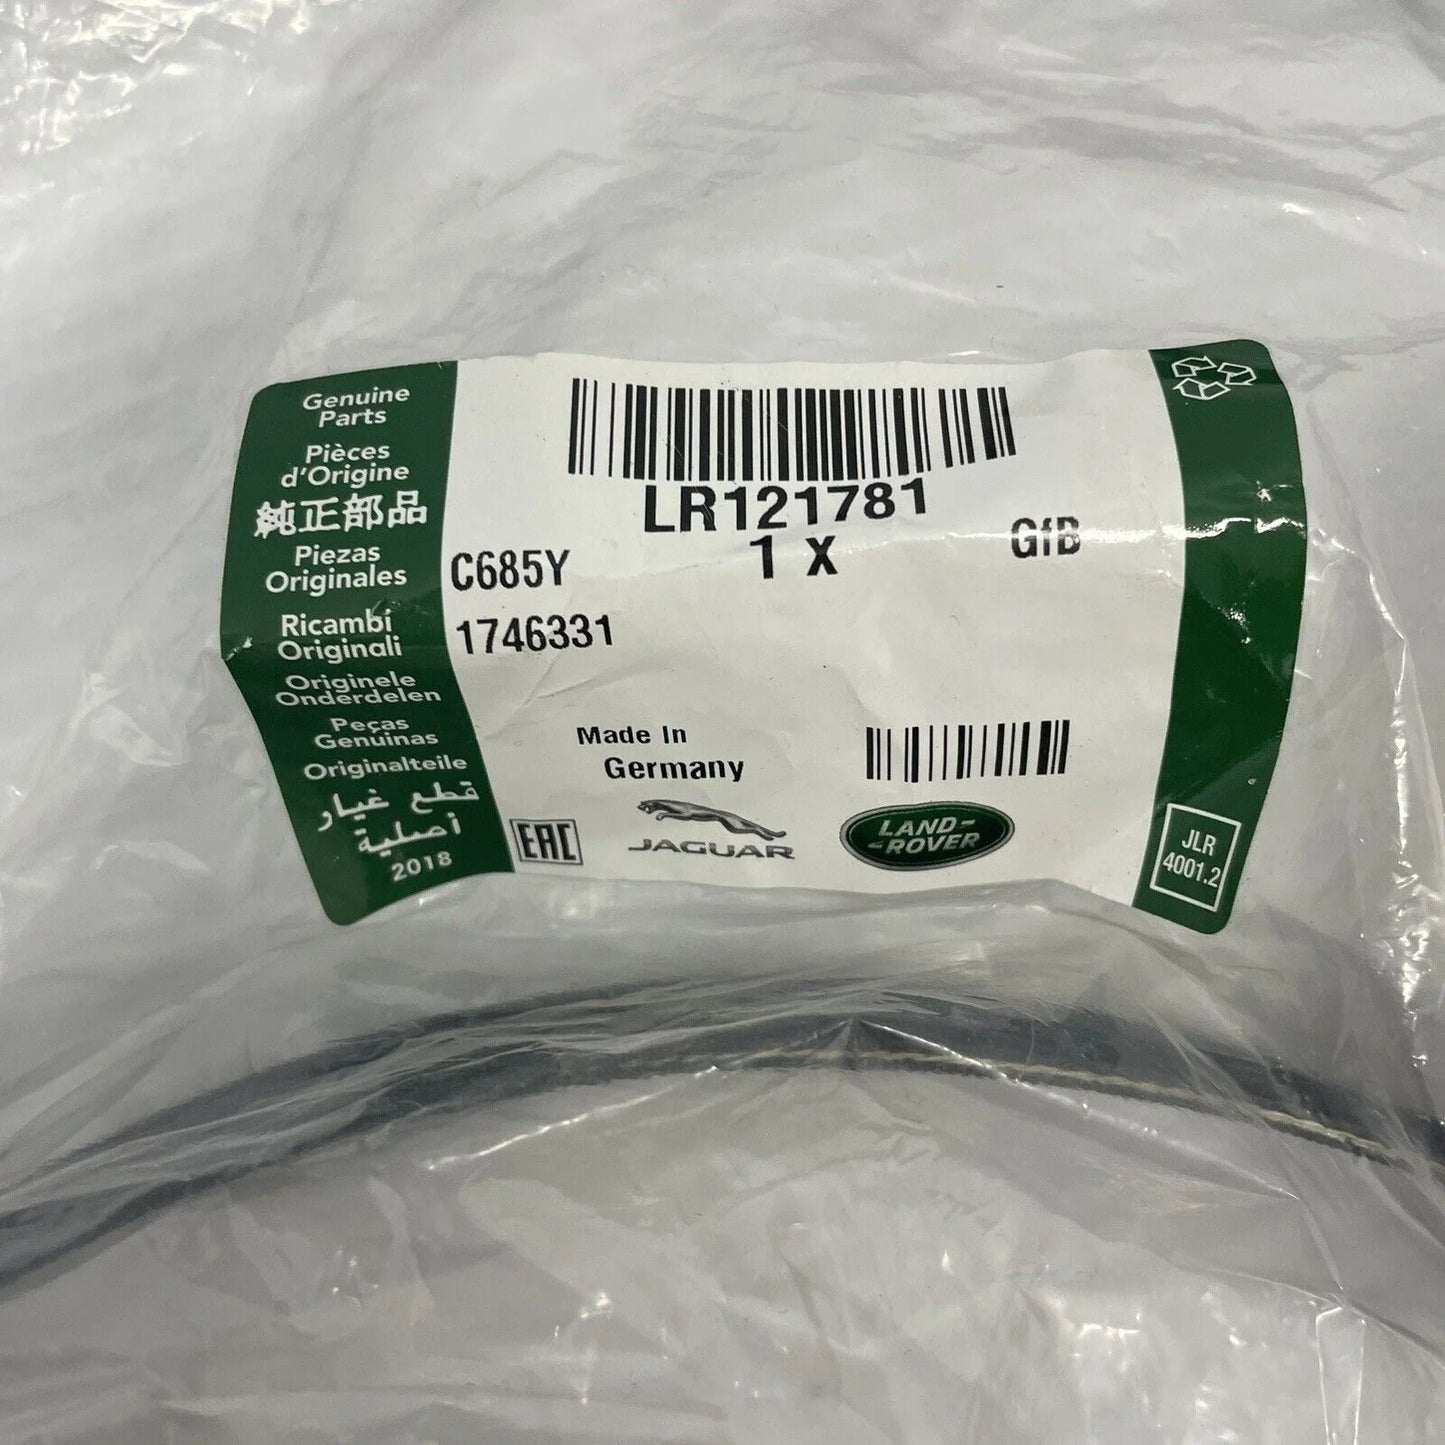 Genuine
Parts
Pièces
d'Origine
純正部品
Piezas
Originales
Ricambi
Originali
Originele
Onderdelen
Peças
Genuinas
Originalteile
قطع غيار
أصلية
2018
LR121781
1 X
GfB
C685Y
1746331
Made In
Germany
EAC
JAGUAR
LAND-
-ROVER
JLR
4001.2